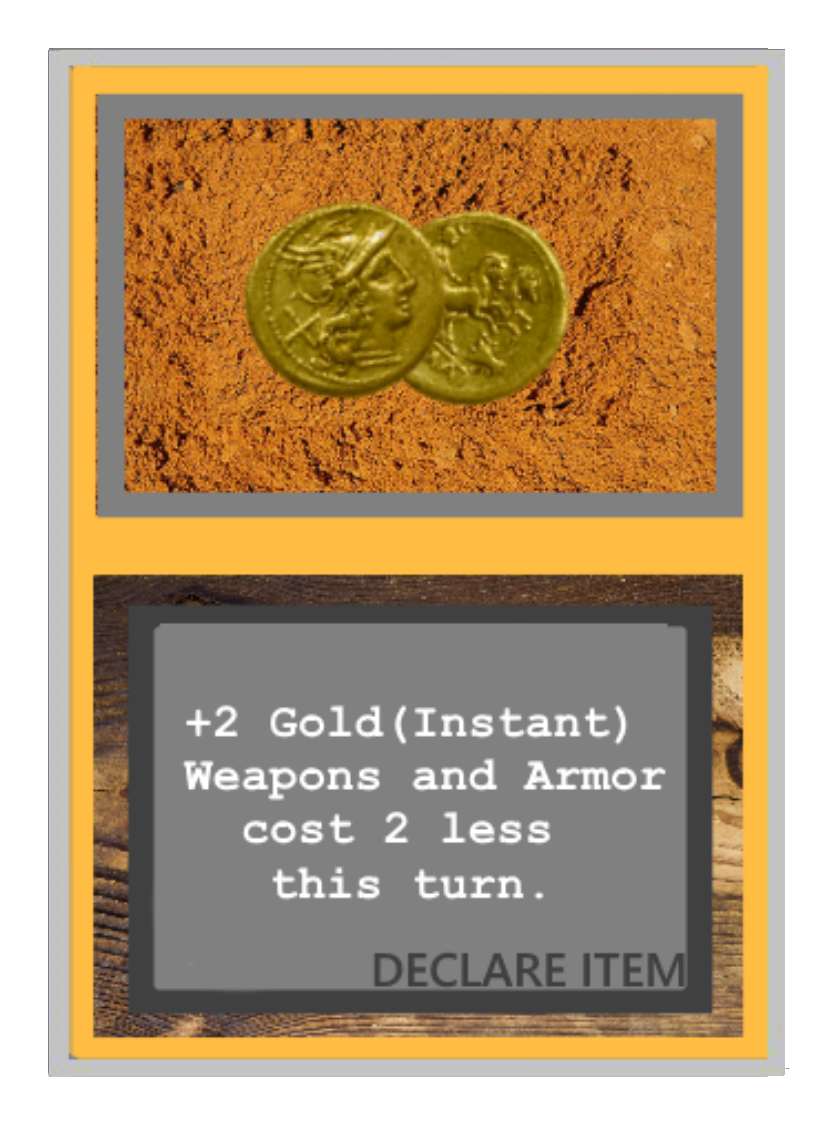 +2 Gold(Instant)
Weapons and Armor
cost 2 less
this turn.
DECLARE ITEM